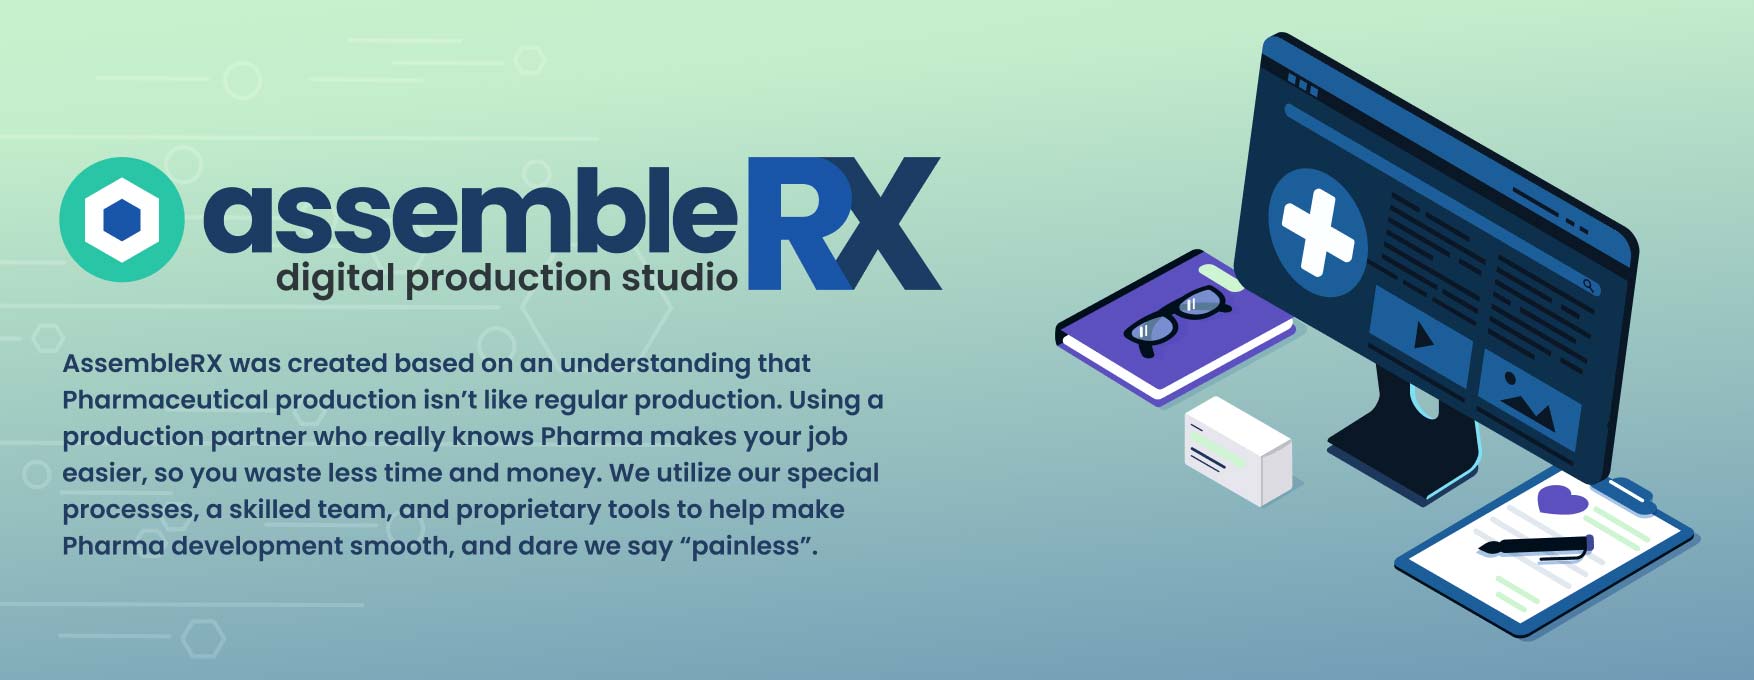 assembleRX
digital production studio
AssembleRX was created based on an understanding that
Pharmaceutical production isn’t like regular production. Using a
production partner who really knows Pharma makes your job
easier, so you waste less time and money. We utilize our special
processes, a skilled team, and proprietary tools to help make
Pharma development smooth, and dare we say “painless”.